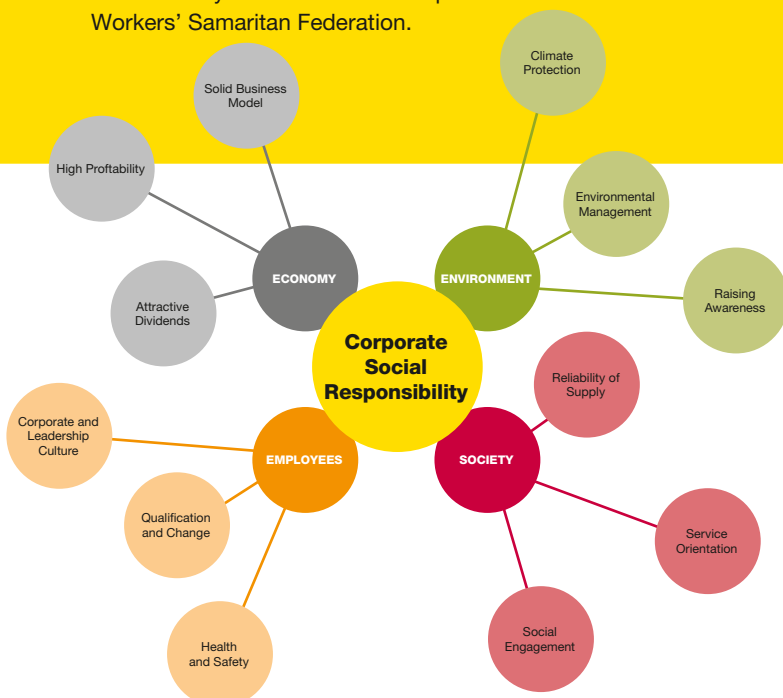 Workers’ Samaritan Federation.
Climate
Protection
Solid Business
Model
High Proftability
Environmental
Management
ECONOMY
ENVIRONMENT
Attractive
Dividends
Raising
Awareness
Corporate
Social
Responsibility
Reliability of
Supply
Corporate and
Leadership
Culture
EMPLOYEES
SOCIETY
Qualification
and Change
Service
Orientation
Health
and Safety
Social
Engagement